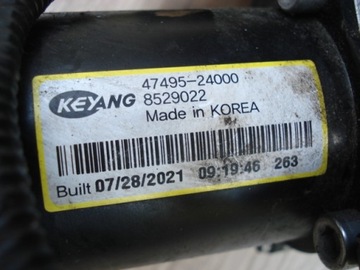 47495-24000
KEYANG 8529022
Made in KOREA
Built 07/28/2021 09:19:46 263